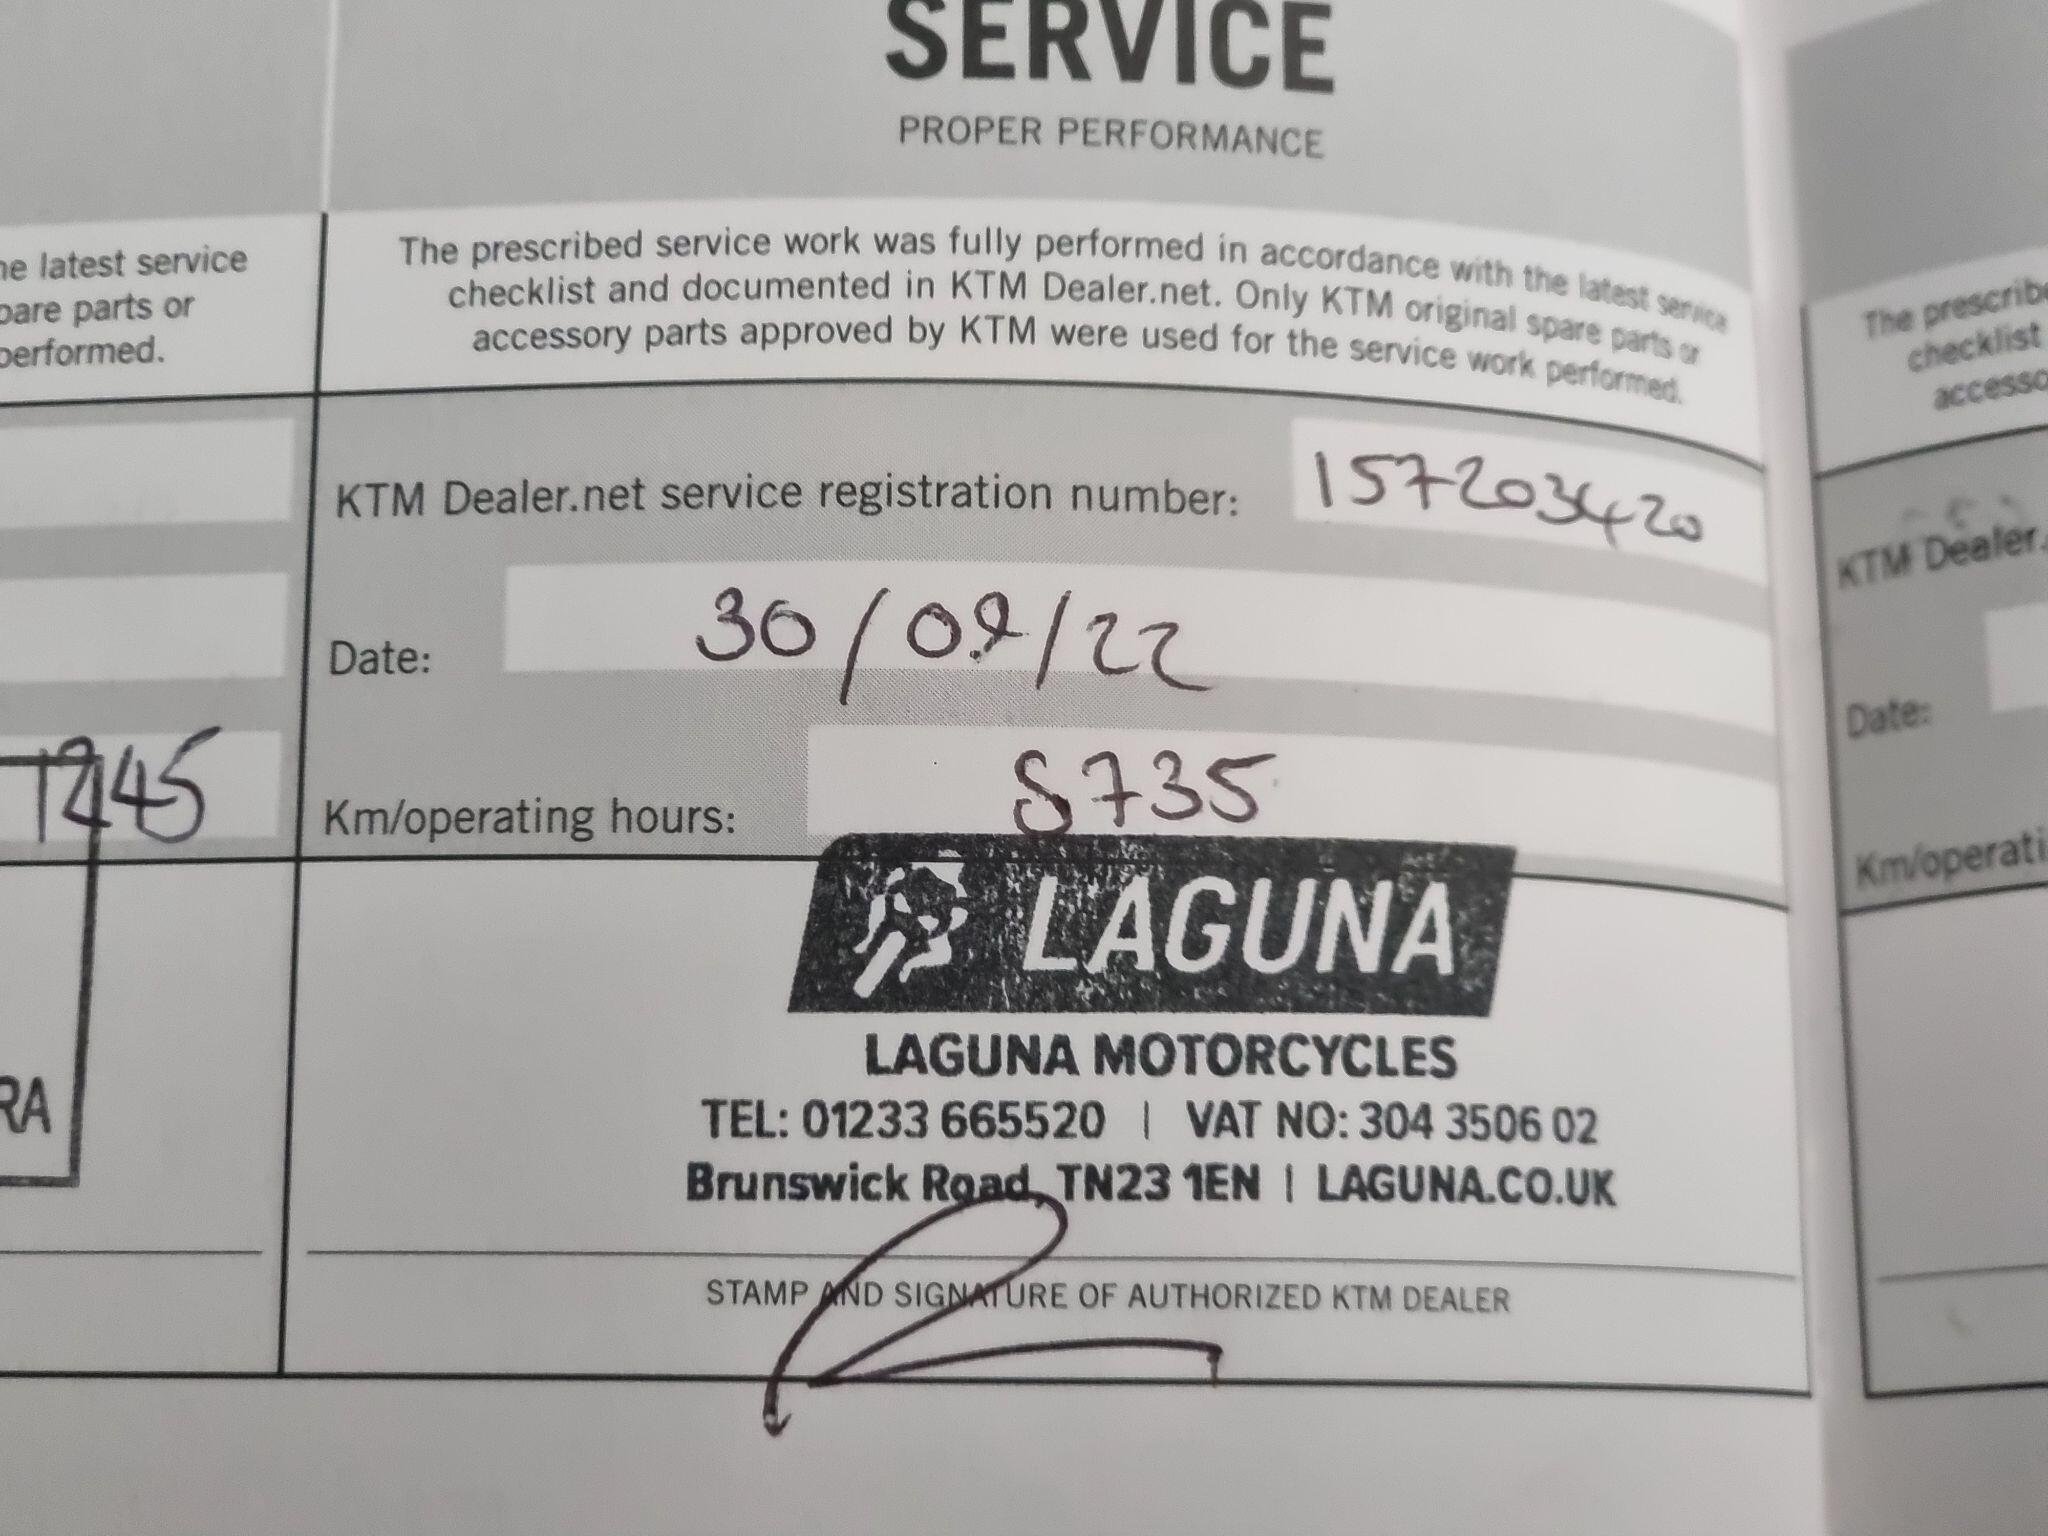 SERVICE
PROPER PERFORMANCE
he latest service
pare parts or
performed.
The prescribed service work was fully performed in accordance with the latest service
checklist and documented in KTM Dealer.net. Only KTM original spare parts or
accessory parts approved by KTM were used for the service work performed.
KTM Dealer.net service registration number: 157203420
Date: 30/09/22
Km/operating hours: 8735
LAGUNA
LAGUNA MOTORCYCLES
TEL: 01233 665520 | VAT NO: 304 3506 02
Brunswick Road, TN23 1EN | LAGUNA.CO.UK
STAMP AND SIGNATURE OF AUTHORIZED KTM DEALER
RA
The prescribe
checklist
accesso
KTM Dealer.
Date:
Km/operati